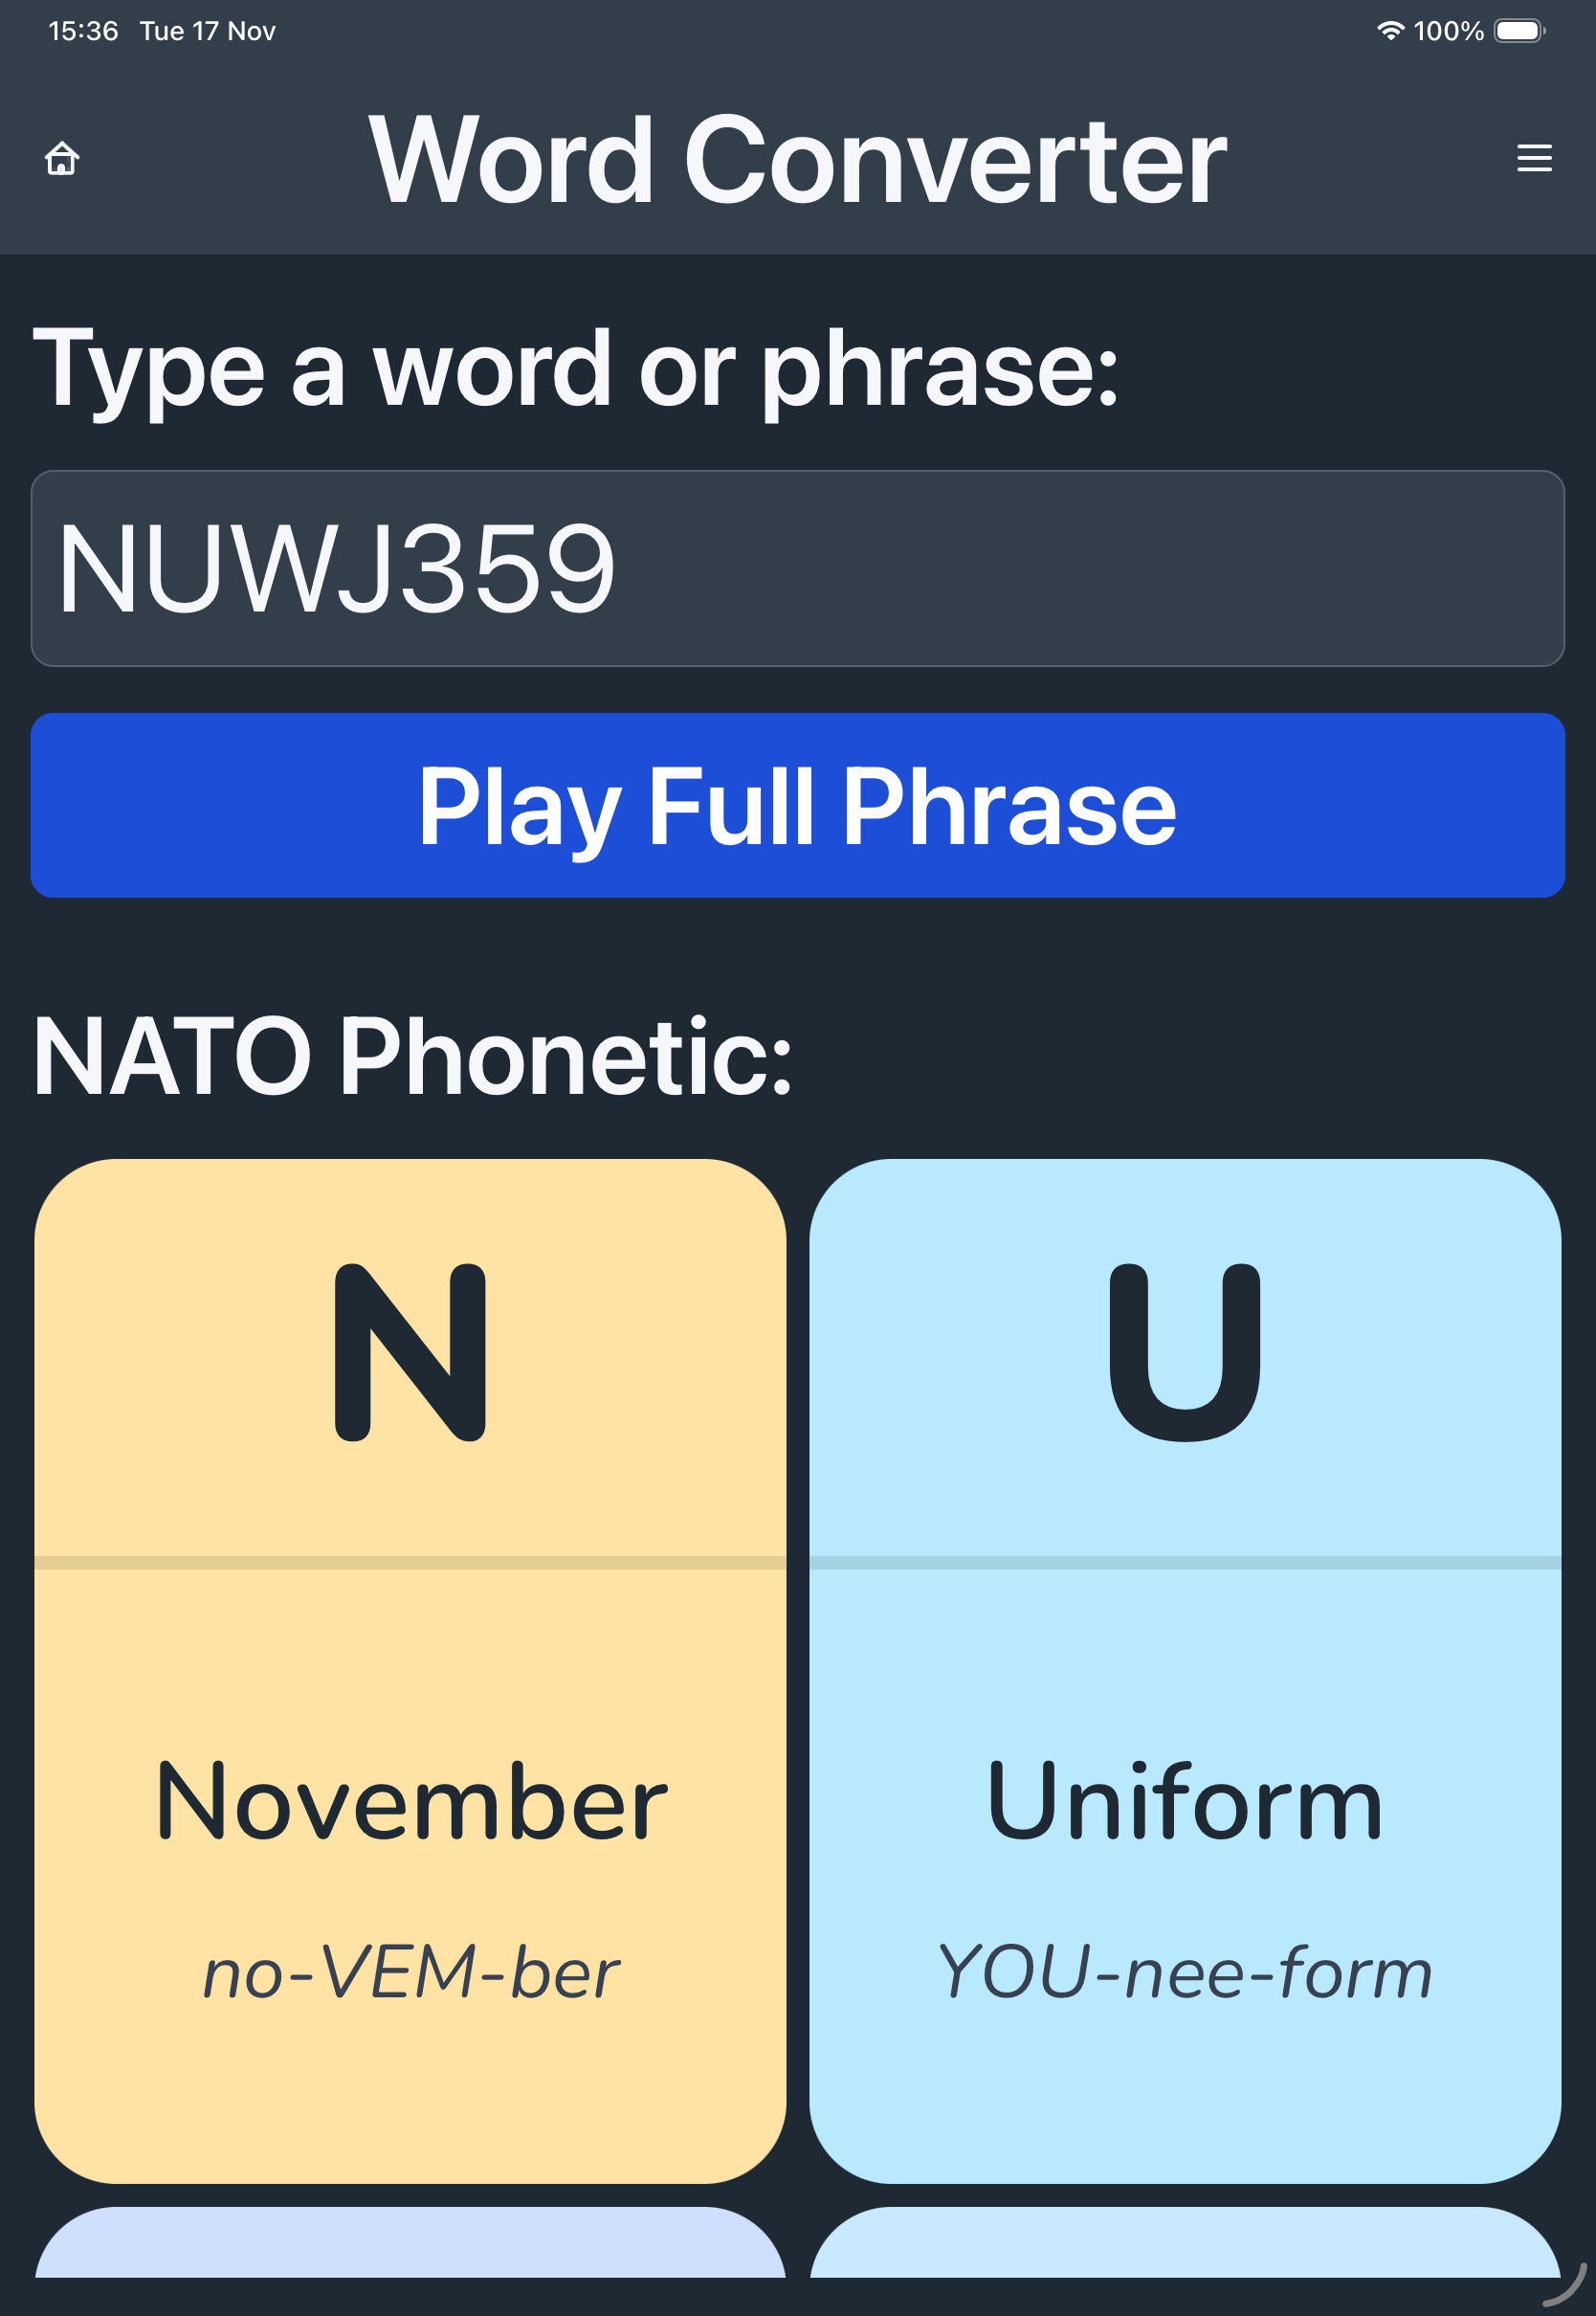 15:36 Tue 17 Nov 100%
Word Converter
Type a word or phrase:
NUWJ359
Play Full Phrase
NATO Phonetic:
N
U
November
Uniform
no-VEM-ber
YOU-nee-form